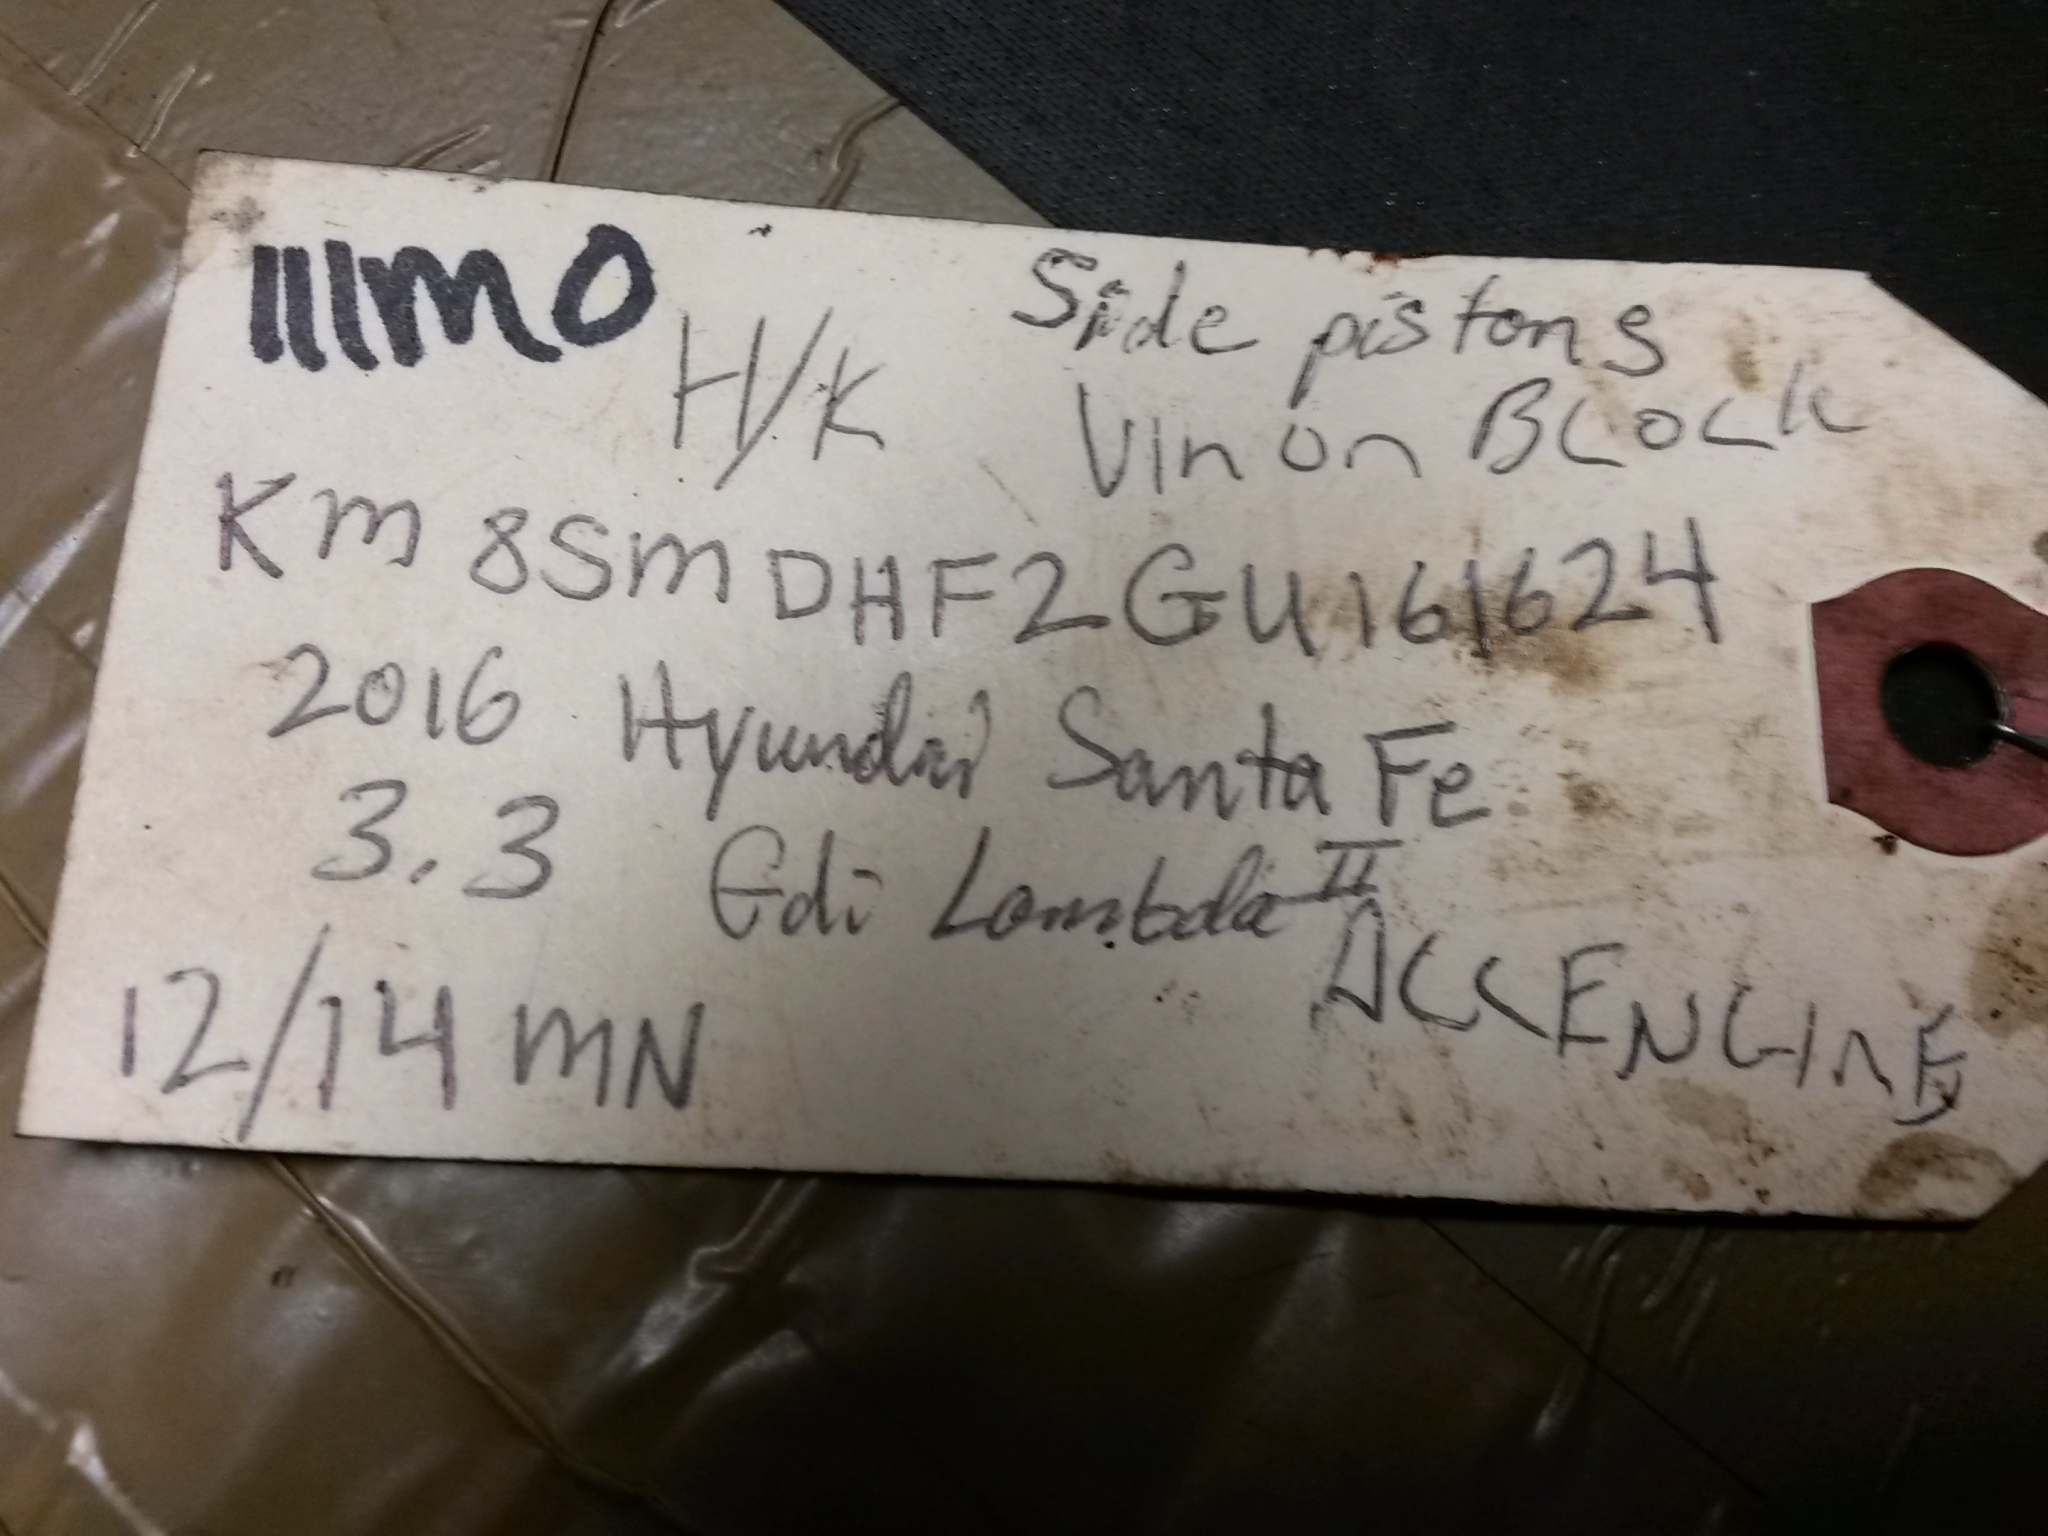 111M0
H/K
Side pistons
Vin on BLOCK
Km8SmDHF2GU161624
2016 Hyundai Santa Fe
3.3 Gdi Lambda II
ACCENGINE
12/14 MN